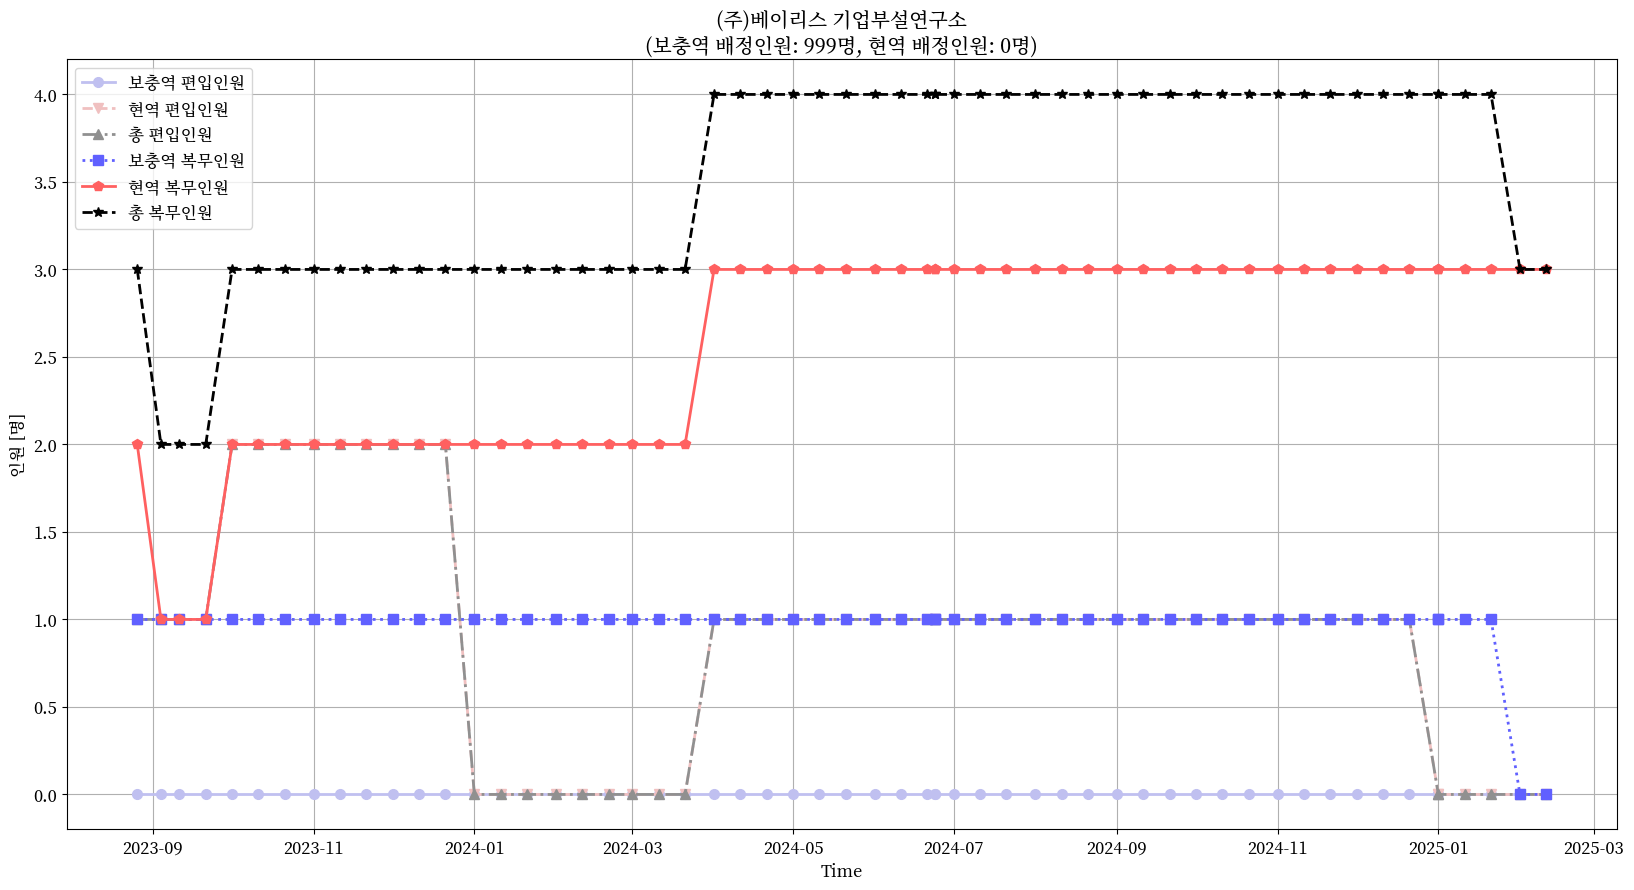 (주)베이리스 기업부설연구소
(보충역 배정인원: 999명, 현역 배정인원: 0명)
보충역 편입인원
현역 편입인원
총 편입인원
보충역 복무인원
현역 복무인원
총 복무인원
4.0
3.5
3.0
2.5
2.0
1.5
1.0
0.5
0.0
인원 [명]
2023-09 2023-11 2024-01 2024-03 2024-05 2024-07 2024-09 2024-11 2025-01 2025-03
Time